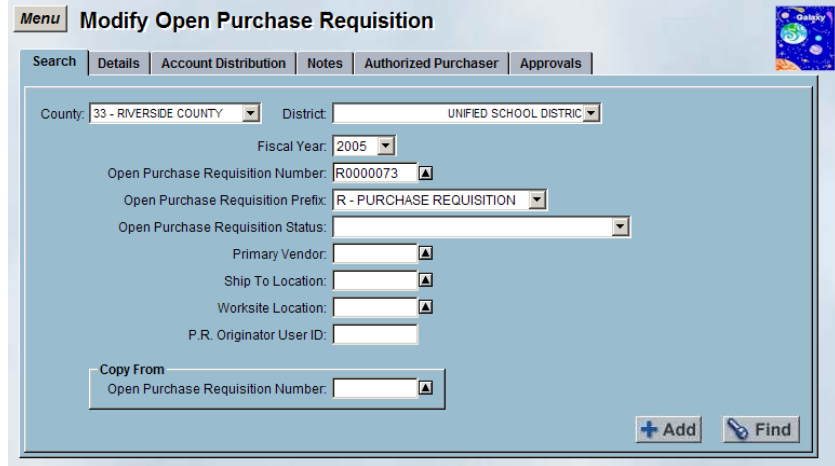 Menu Modify Open Purchase Requisition
Galaxy
Search Details Account Distribution Notes Authorized Purchaser Approvals
County: 33 - RIVERSIDE COUNTY District: UNIFIED SCHOOL DISTRIC
Fiscal Year: 2005
Open Purchase Requisition Number: R0000073
Open Purchase Requisition Prefix: R - PURCHASE REQUISITION
Open Purchase Requisition Status:
Primary Vendor:
Ship To Location:
Worksite Location:
P.R. Originator User ID:
Copy From
Open Purchase Requisition Number:
Add Find